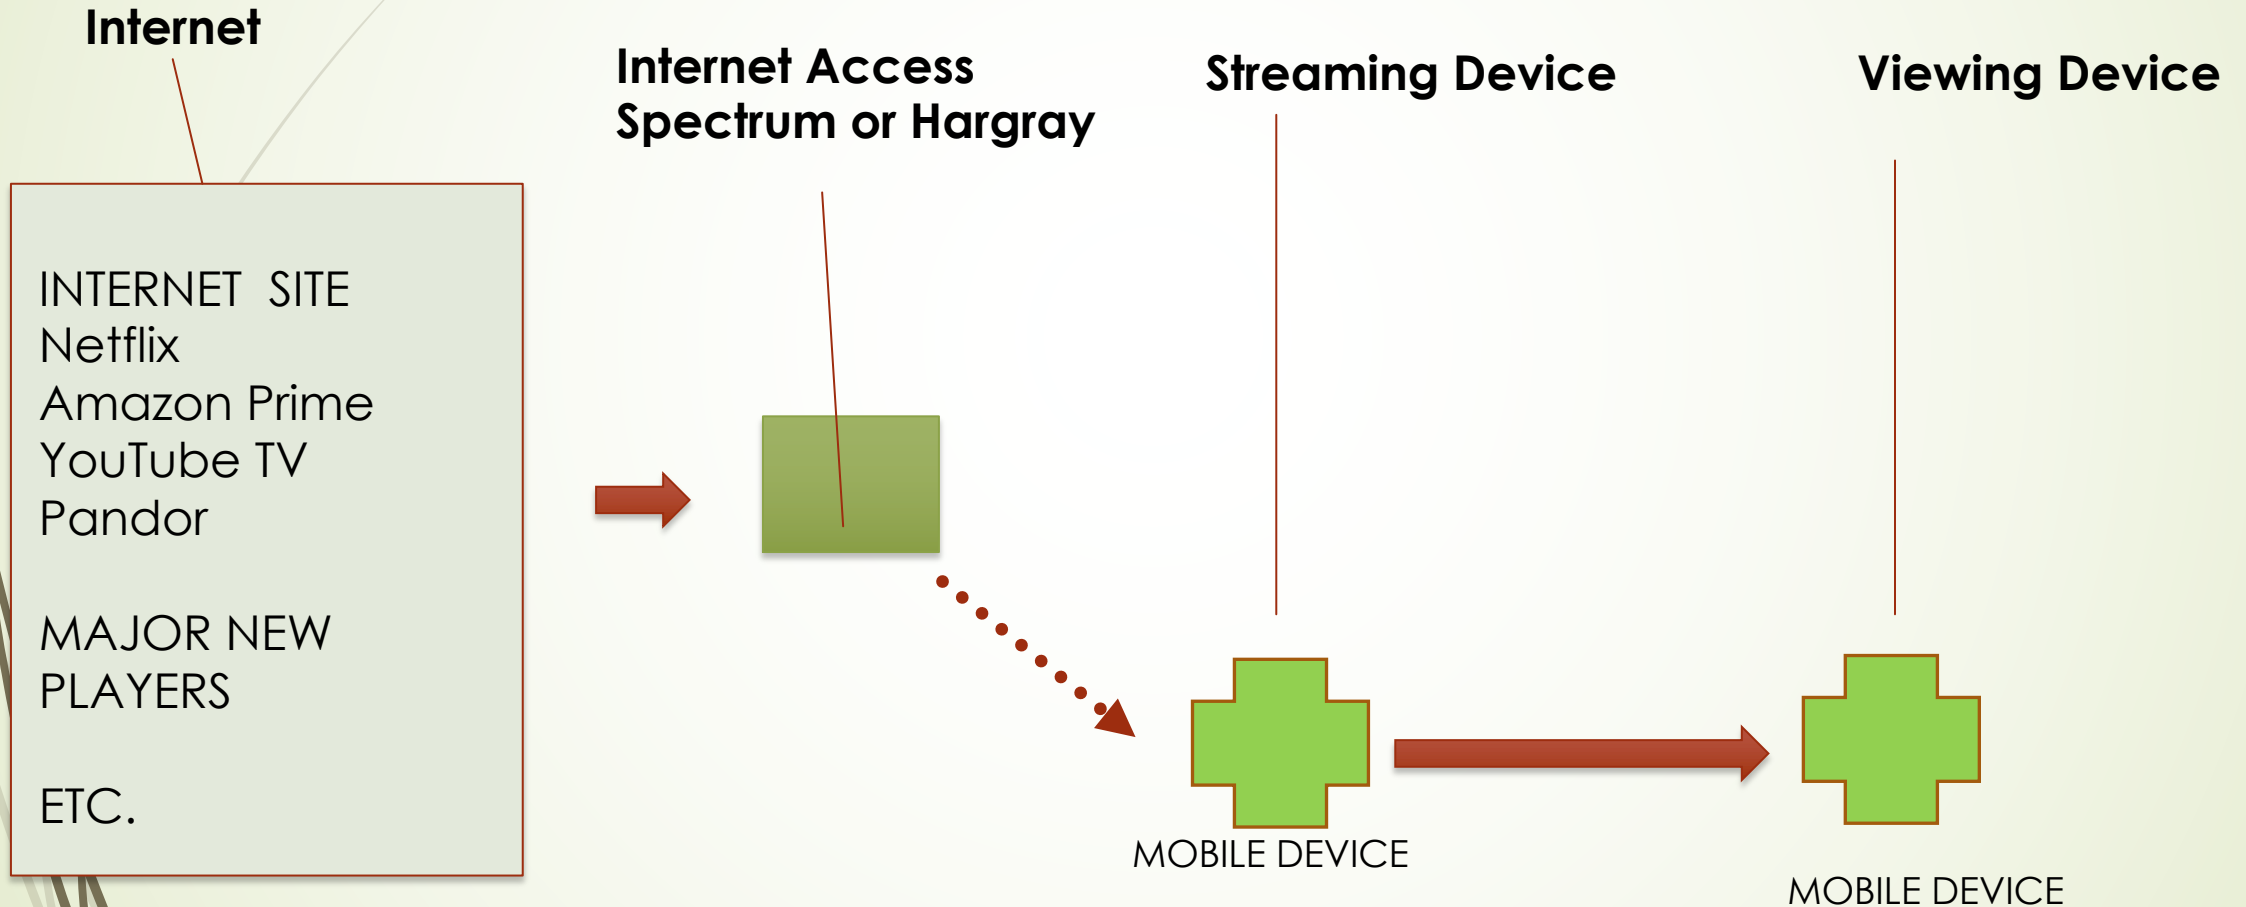 Internet
Internet Access
Spectrum or Hargray
Streaming Device
Viewing Device
INTERNET  SITE
Netflix
Amazon Prime
YouTube TV
Pandor
MAJOR NEW
PLAYERS
ETC.
MOBILE DEVICE
MOBILE DEVICE